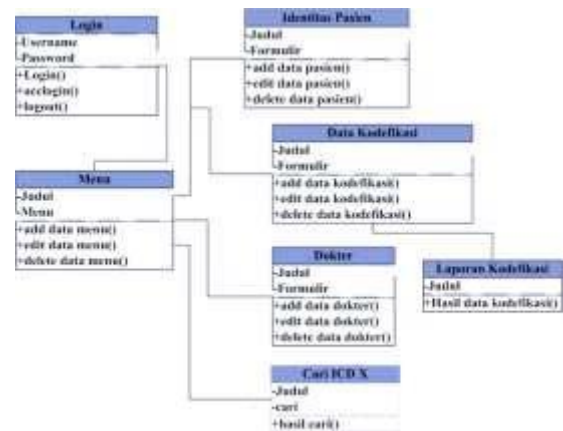 Login
-Username
-Password
+Login()
+acclogin()
+logout()
Identitas Pasien
-Judul
-Formulir
+add data pasien()
+edit data pasien()
+delete data pasien()
Data Kodefikasi
-Judul
-Formulir
+add data kodefikasi()
+edit data kodefikasi()
+delete data kodefikasi()
Menu
-Judul
-Menu
+add data menu()
+edit data menu()
+delete data menu()
Dokter
-Judul
-Formulir
+add data dokter()
+edit data dokter()
+delete data dokter()
Laporan Kodefikasi
-Judul
+Hasil data kodefikasi()
Cari ICD X
-Judul
-cari
+hasil cari()